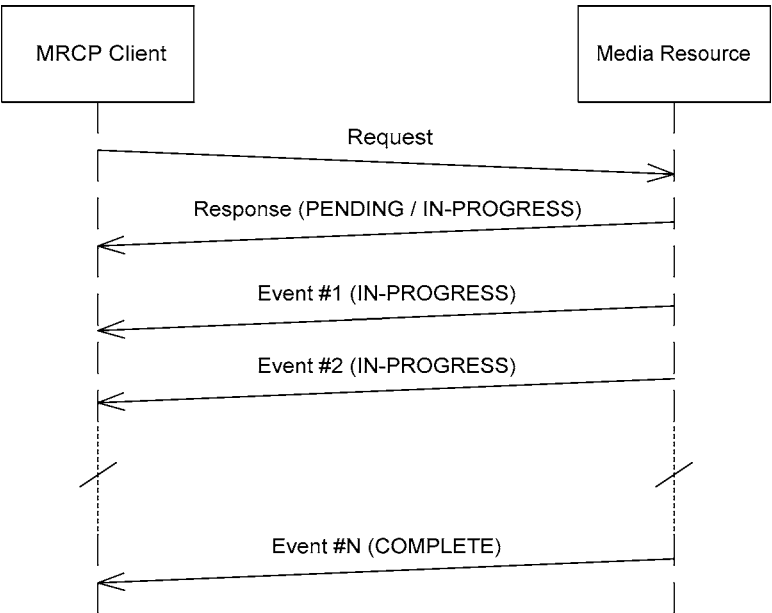 MRCP Client
Media Resource
Request
Response (PENDING / IN-PROGRESS)
Event #1 (IN-PROGRESS)
Event #2 (IN-PROGRESS)
Event #N (COMPLETE)